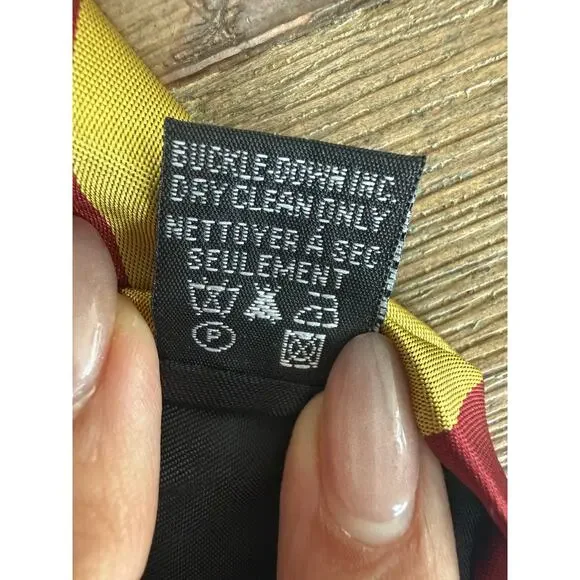 BUCKLE-DOWN INC.
DRY CLEAN ONLY
NETTOYER À SEC
SEULEMENT
P